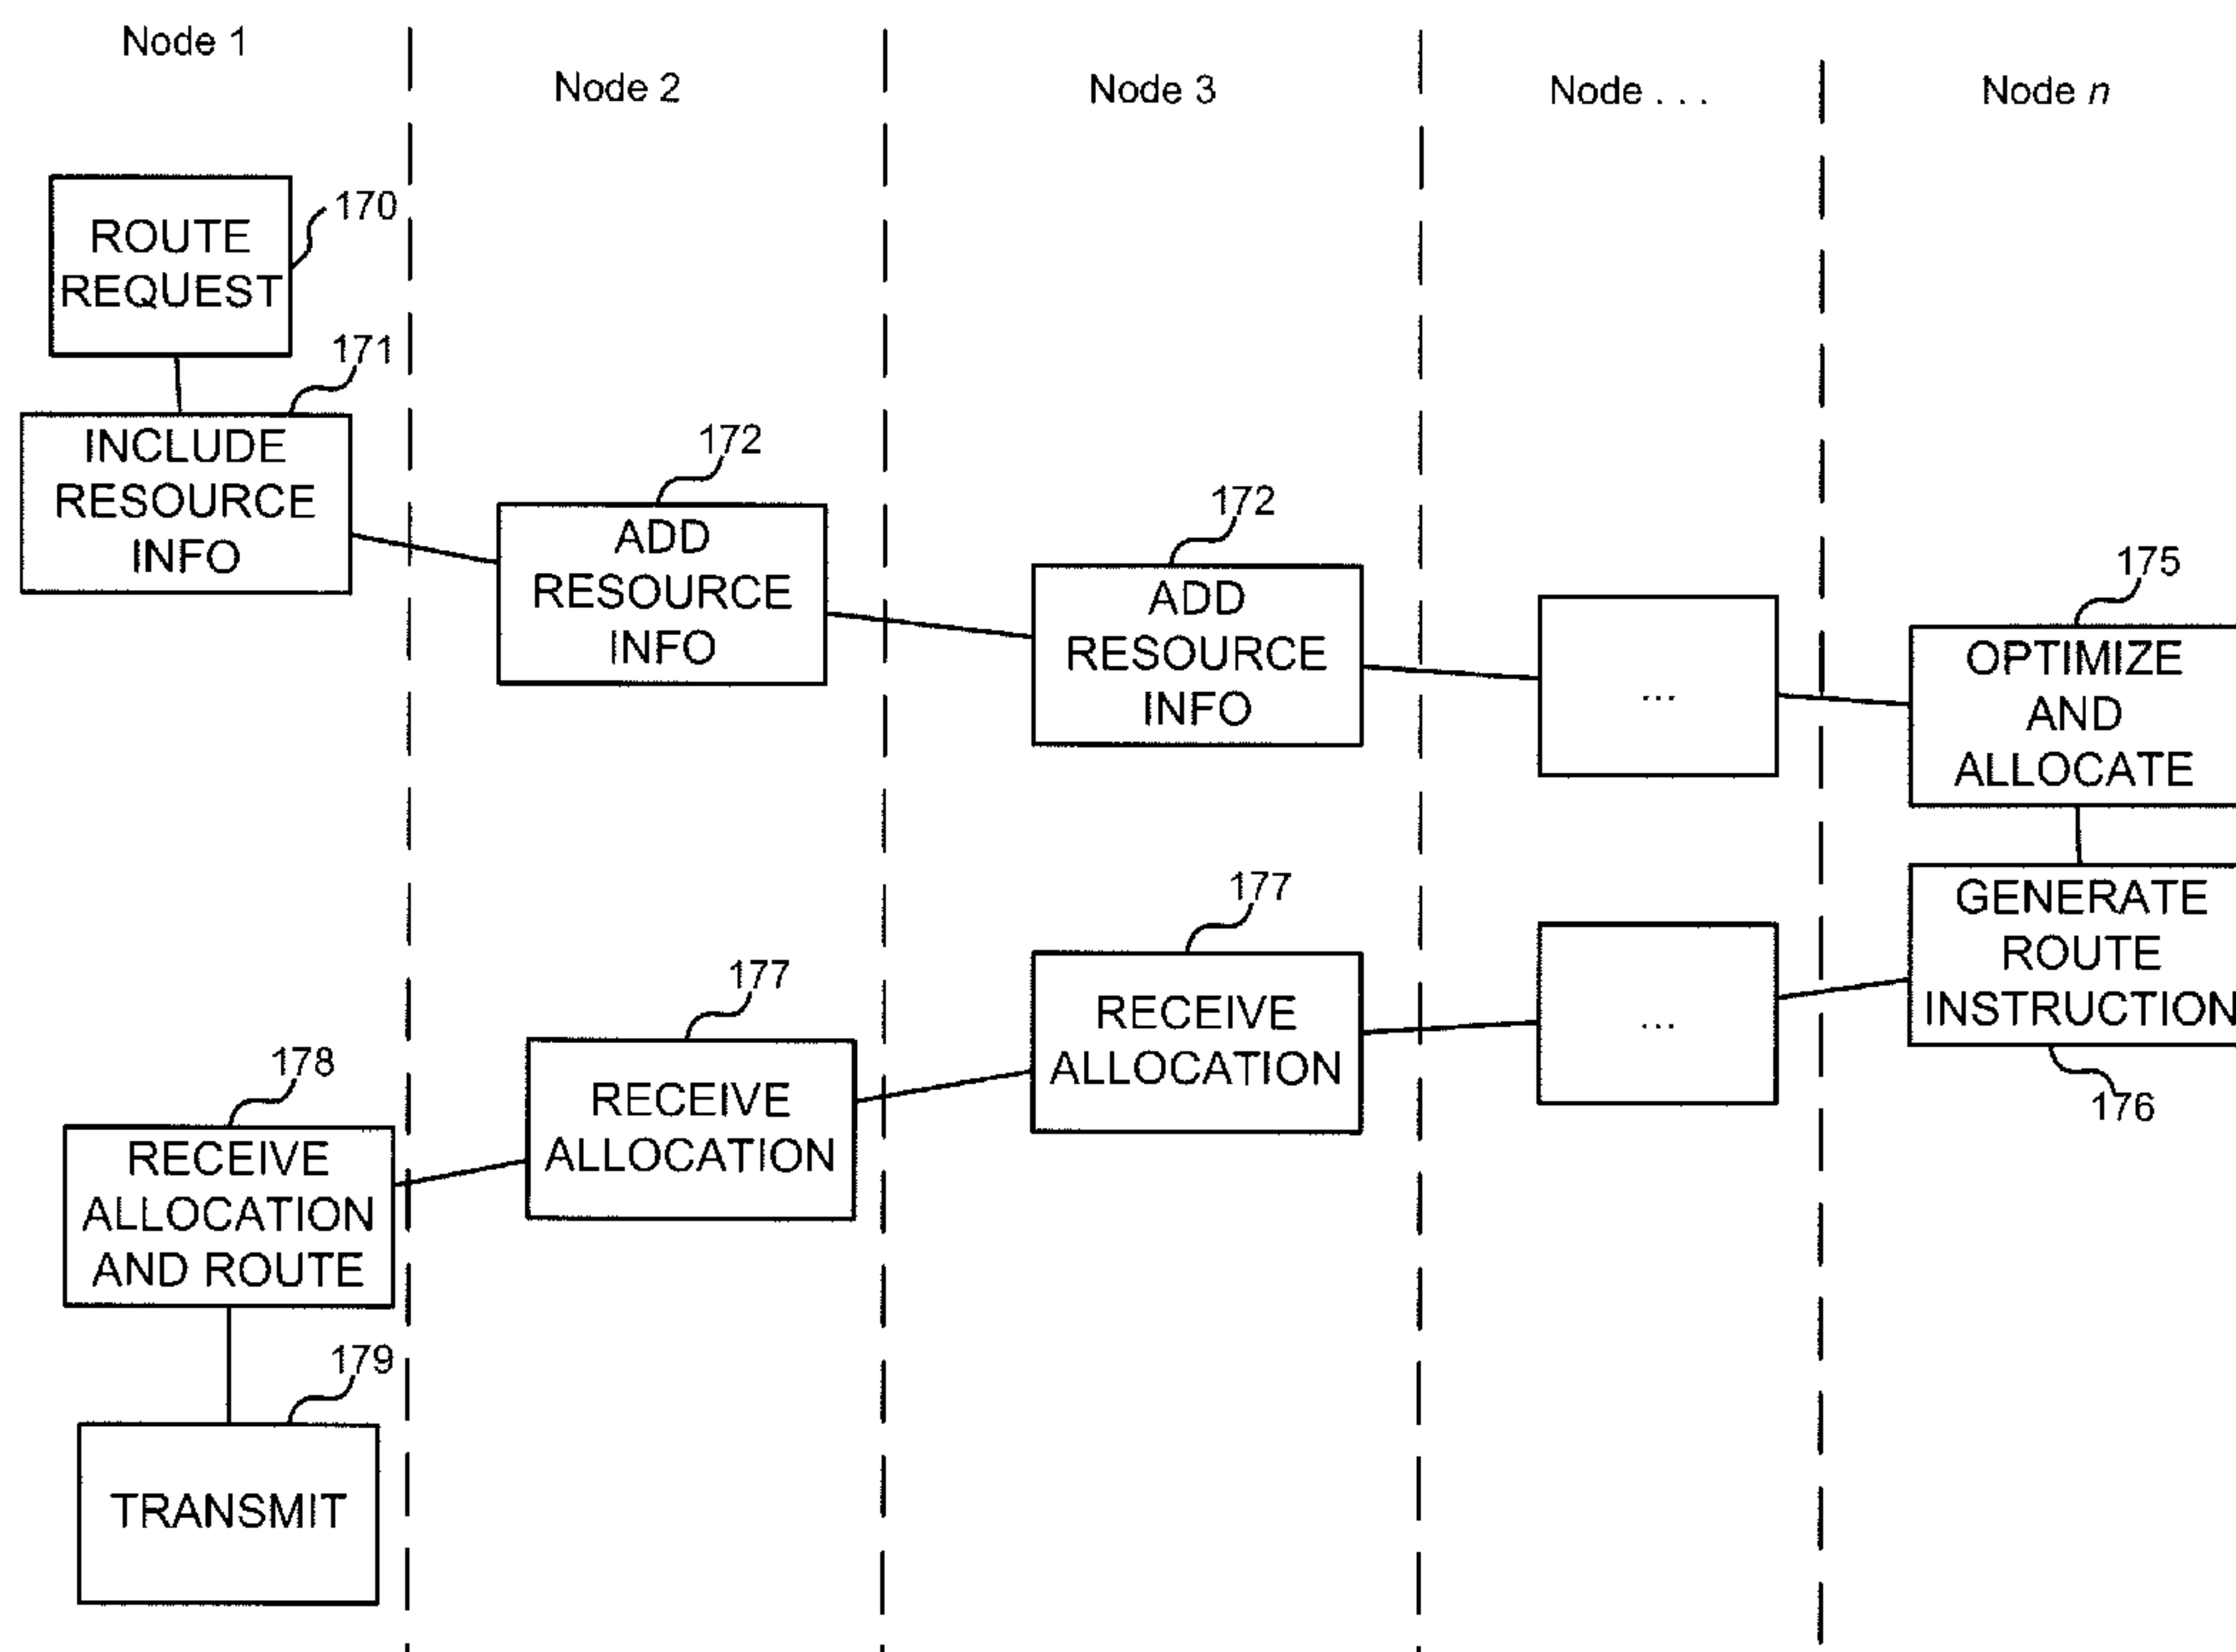 Node 1
Node 2
Node 3
Node . . .
Node n
170
ROUTE
REQUEST
171
INCLUDE
RESOURCE
INFO
172
ADD
RESOURCE
INFO
172
ADD
RESOURCE
INFO
...
175
OPTIMIZE
AND
ALLOCATE
GENERATE
ROUTE
INSTRUCTION
176
...
177
RECEIVE
ALLOCATION
177
RECEIVE
ALLOCATION
178
RECEIVE
ALLOCATION
AND ROUTE
179
TRANSMIT